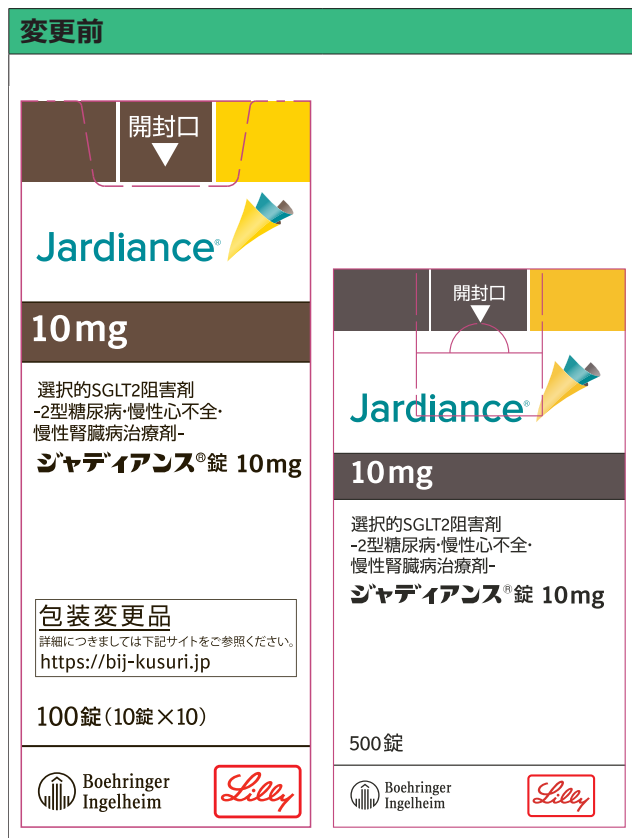 変更前
開封口
Jardiance®
10mg
選択的SGLT2阻害剤
-2型糖尿病・慢性心不全・
慢性腎臓病治療剤-
ジャディアンス®錠 10mg
包装変更品
詳細につきましては下記サイトをご参照ください。
https://bij-kusuri.jp
100錠(10錠×10)
Boehringer
Ingelheim
Lilly
開封口
Jardiance®
10mg
選択的SGLT2阻害剤
-2型糖尿病・慢性心不全・
慢性腎臓病治療剤-
ジャディアンス®錠 10mg
500錠
Boehringer
Ingelheim
Lilly